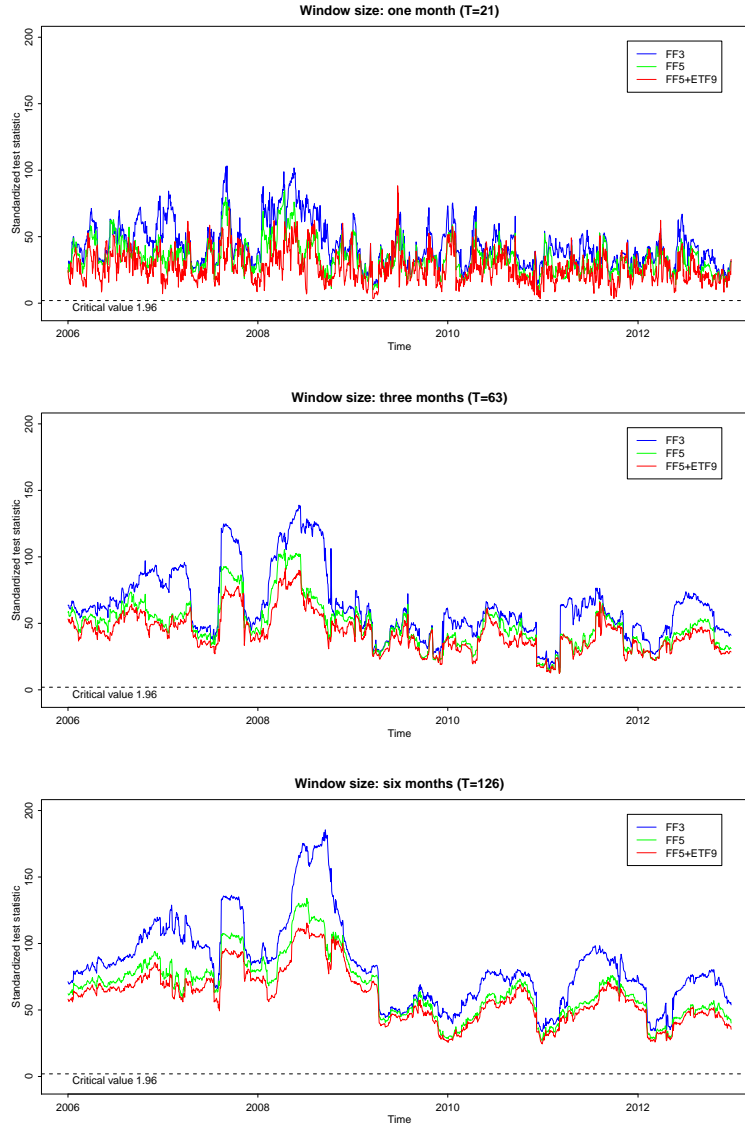 Window size: one month (T=21)
Standardized test statistic
200
150
100
50
0
FF3
FF5
FF5+ETF9
Critical value 1.96
2006 2008 2010 2012
Time
Window size: three months (T=63)
Standardized test statistic
200
150
100
50
0
FF3
FF5
FF5+ETF9
Critical value 1.96
2006 2008 2010 2012
Time
Window size: six months (T=126)
Standardized test statistic
200
150
100
50
0
FF3
FF5
FF5+ETF9
Critical value 1.96
2006 2008 2010 2012
Time